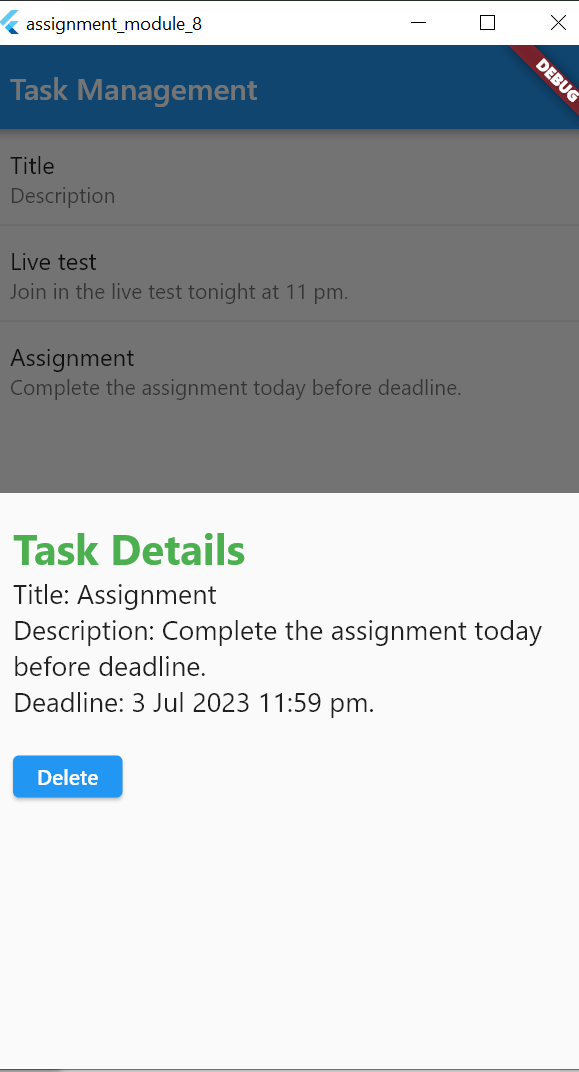 assignment_module_8
DEBUG
Task Management
Title
Description
Live test
Join in the live test tonight at 11 pm.
Assignment
Complete the assignment today before deadline.
Task Details
Title: Assignment
Description: Complete the assignment today
before deadline.
Deadline: 3 Jul 2023 11:59 pm.
Delete